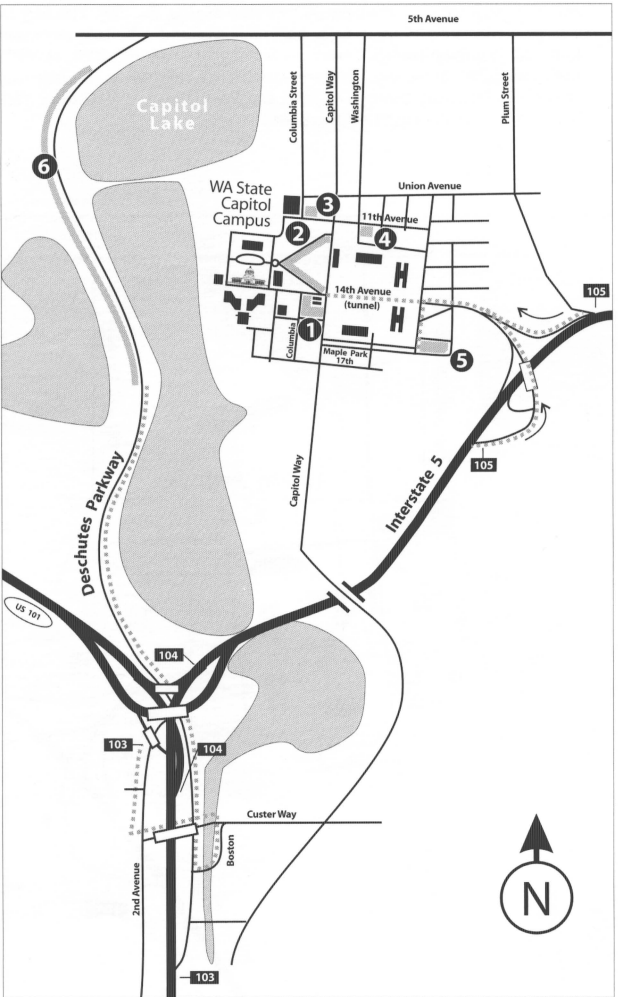 5th Avenue
Capitol
Lake
Columbia Street
Capitol Way
Washington
Plum Street
6
WA State
Capitol
Campus
Union Avenue
3
11th Avenue
2
4
14th Avenue
(tunnel)
105
1
Columbia
Maple Park
17th
5
105
Capitol Way
Interstate 5
Deschutes Parkway
US 101
104
103
104
Custer Way
Boston
2nd Avenue
N
103